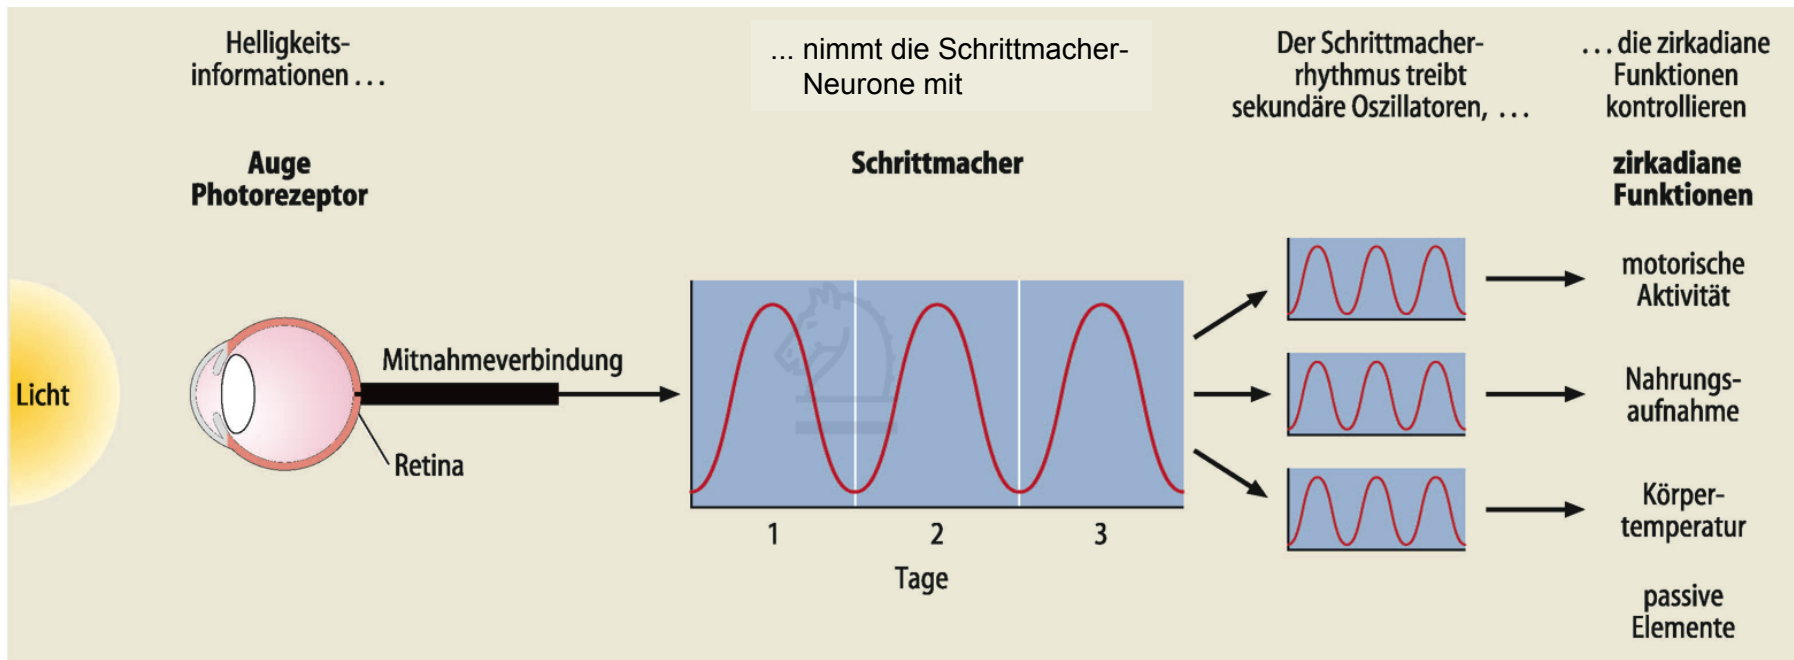 Helligkeits-
informationen ...
... nimmt die Schrittmacher-
Neurone mit
Der Schrittmacher-
rhythmus treibt
sekundäre Oszillatoren, ...
... die zirkadiane
Funktionen
kontrollieren
Auge
Photorezeptor
Schrittmacher
zirkadiane
Funktionen
Licht
Mitnahmeverbindung
Retina
1
2
3
Tage
motorische
Aktivität
Nahrungs-
aufnahme
Körper-
temperatur
passive
Elemente